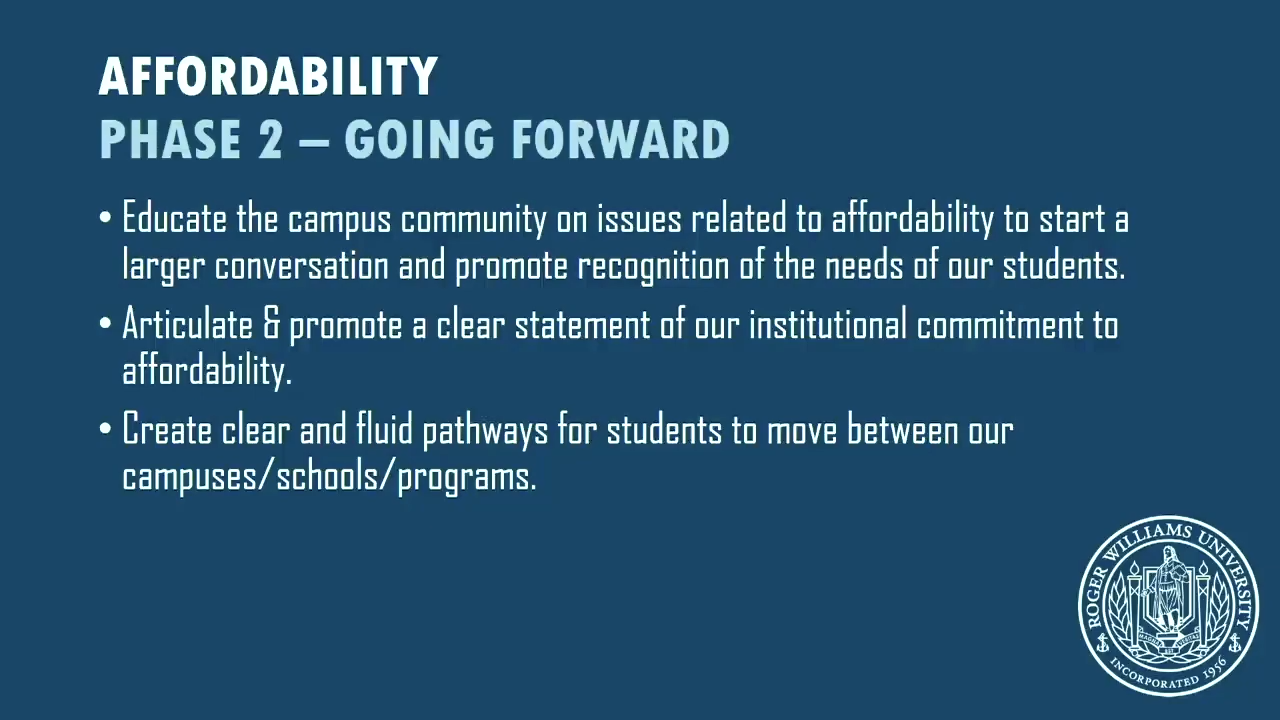 AFFORDABILITY
PHASE 2 – GOING FORWARD
• Educate the campus community on issues related to affordability to start a
larger conversation and promote recognition of the needs of our students.
• Articulate & promote a clear statement of our institutional commitment to
affordability.
• Create clear and fluid pathways for students to move between our
campuses/schools/programs.
ROGER WILLIAMS UNIVERSITY
INCORPORATED 1956